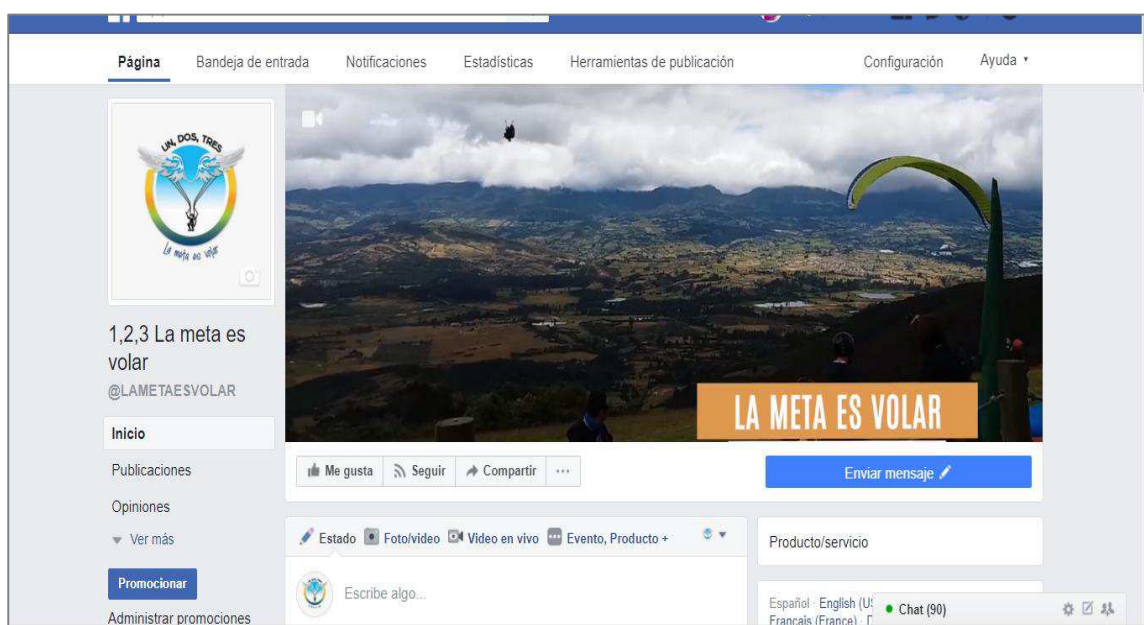 Página Bandeja de entrada Notificaciones Estadísticas Herramientas de publicación Configuración Ayuda
UN, DOS, TRES
La meta es volar
1,2,3 La meta es
volar
@LAMETAESVOLAR
Inicio
Publicaciones
Opiniones
Ver más
Promocionar
Administrar promociones
LA META ES VOLAR
Me gusta Seguir Compartir ...
Enviar mensaje
Estado Foto/video Video en vivo Evento, Producto +
Escribe algo...
Producto/servicio
Español · English (US
Français (France) ·
Chat (90)